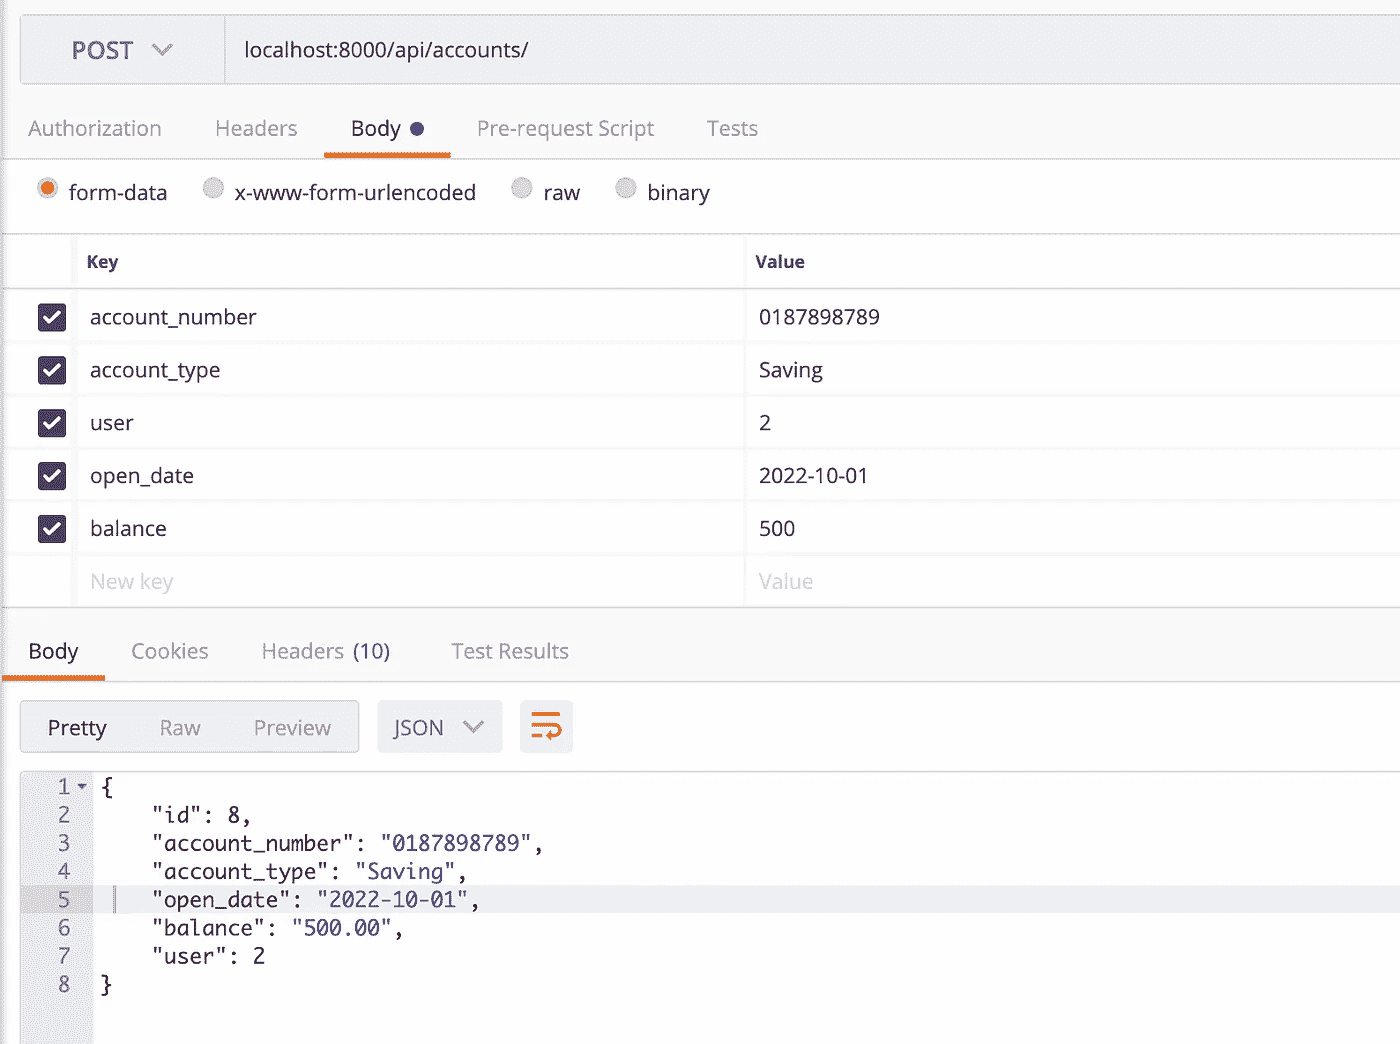 POST localhost:8000/api/accounts/
Authorization Headers Body Pre-request Script Tests
form-data x-www-form-urlencoded raw binary
Key Value
account_number 0187898789
account_type Saving
user 2
open_date 2022-10-01
balance 500
New key Value
Body Cookies Headers (10) Test Results
Pretty Raw Preview JSON
1 {
2 "id": 8,
3 "account_number": "0187898789",
4 "account_type": "Saving",
5 "open_date": "2022-10-01",
6 "balance": "500.00",
7 "user": 2
8 }